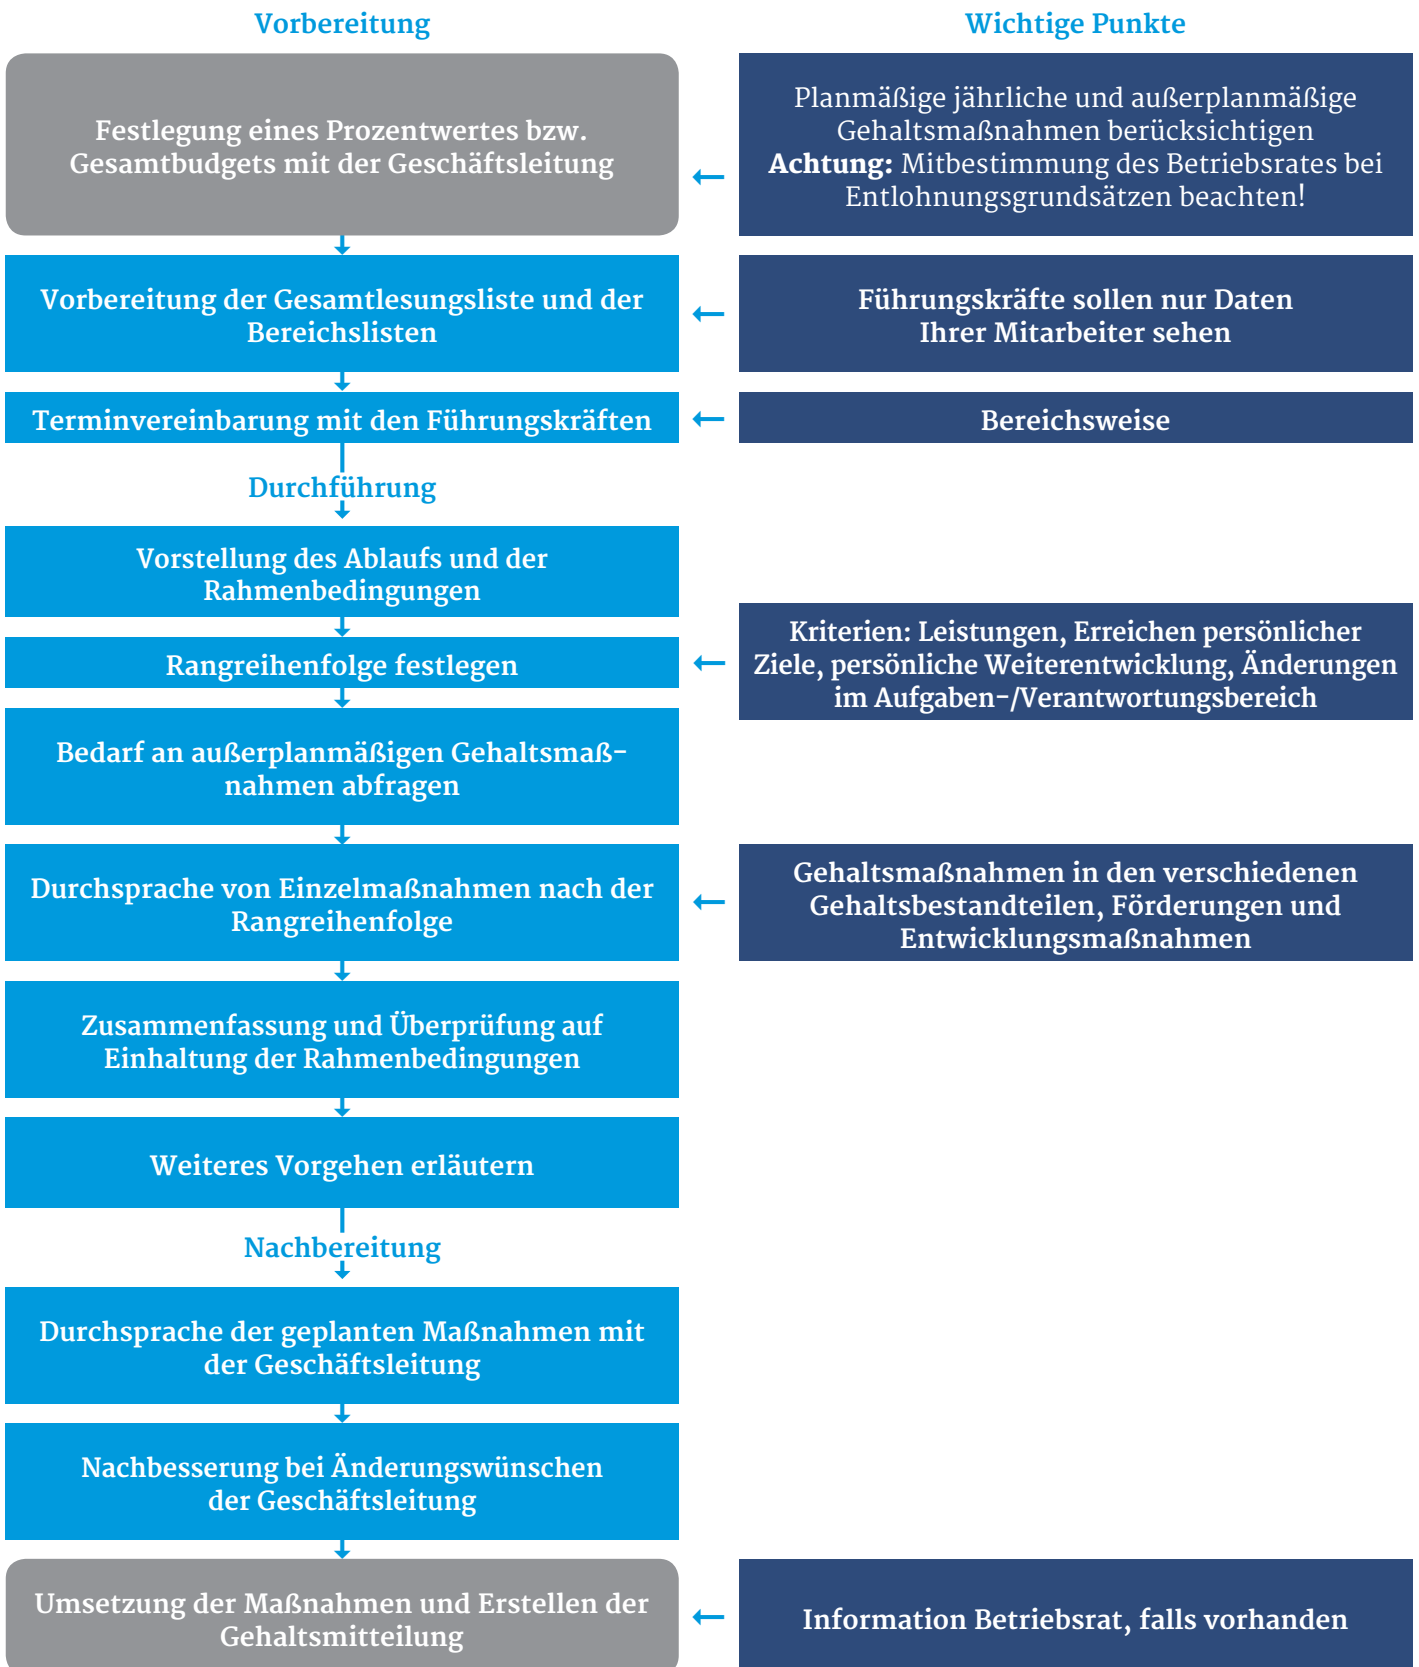 Vorbereitung
Wichtige Punkte
Festlegung eines Prozentwertes bzw.
Gesamtbudgets mit der Geschäftsleitung
Planmäßige jährliche und außerplanmäßige
Gehaltsmaßnahmen berücksichtigen
Achtung: Mitbestimmung des Betriebsrates bei
Entlohnungsgrundsätzen beachten!
Vorbereitung der Gesamtlesungsliste und der
Bereichslisten
Führungskräfte sollen nur Daten
Ihrer Mitarbeiter sehen
Terminvereinbarung mit den Führungskräften
Bereichsweise
Durchführung
Vorstellung des Ablaufs und der
Rahmenbedingungen
Rangreihenfolge festlegen
Kriterien: Leistungen, Erreichen persönlicher
Ziele, persönliche Weiterentwicklung, Änderungen
im Aufgaben-/Verantwortungsbereich
Bedarf an außerplanmäßigen Gehaltsmaß-
nahmen abfragen
Durchsprache von Einzelmaßnahmen nach der
Rangreihenfolge
Gehaltsmaßnahmen in den verschiedenen
Gehaltsbestandteilen, Förderungen und
Entwicklungsmaßnahmen
Zusammenfassung und Überprüfung auf
Einhaltung der Rahmenbedingungen
Weiteres Vorgehen erläutern
Nachbereitung
Durchsprache der geplanten Maßnahmen mit
der Geschäftsleitung
Nachbesserung bei Änderungswünschen
der Geschäftsleitung
Umsetzung der Maßnahmen und Erstellen der
Gehaltsmitteilung
Information Betriebsrat, falls vorhanden